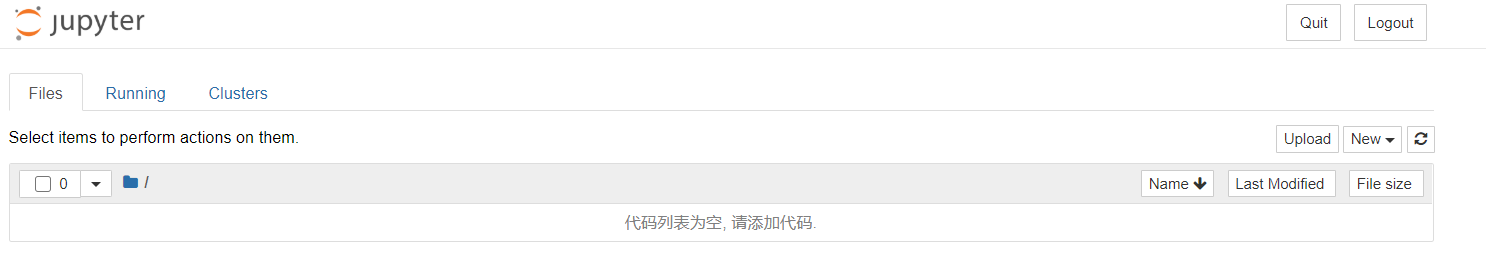 jupyter
Quit
Logout
Files
Running
Clusters
Select items to perform actions on them.
Upload
New
0
/
Name
Last Modified
File size
代码列表为空, 请添加代码.